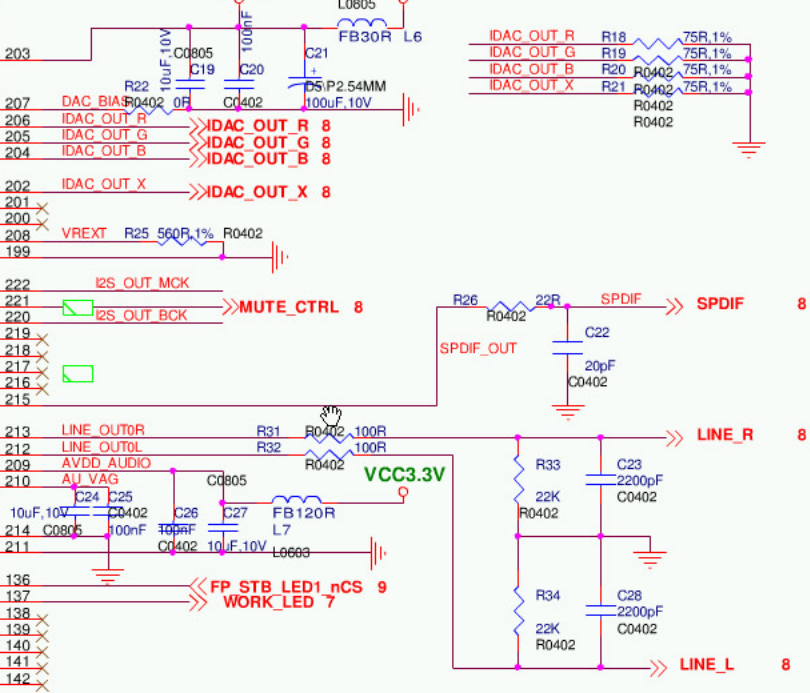 L0805
100nF
10uF,10V
FB30R L6
203
C0805
C19
C20
C21
IDAC_OUT_R R18 75R,1%
IDAC_OUT_G R19 75R,1%
IDAC_OUT_B R20 R0402 75R,1%
IDAC_OUT_X R21 R0402 75R,1%
R0402
R0402
R22
D5\P2.54MM
207 DAC_BIAS R0402 0R C0402 100uF,10V
206 IDAC_OUT_R IDAC_OUT_R 8
205 IDAC_OUT_G IDAC_OUT_G 8
204 IDAC_OUT_B IDAC_OUT_B 8
202 IDAC_OUT_X IDAC_OUT_X 8
201
200
208 VREXT R25 560R,1% R0402
199
222 I2S_OUT_MCK
221 MUTE_CTRL 8
220 I2S_OUT_BCK
219
218
217
216
215
R26 22R SPDIF SPDIF 8
R0402
SPDIF_OUT
C22
20pF
C0402
213 LINE_OUT0R R31 R0402 100R LINE_R 8
212 LINE_OUT0L R32 R0402 100R
209 AVDD_AUDIO
210 AU_VAG
C0805
VCC3.3V
R33
22K
R0402
C23
2200pF
C0402
C24 C25
10uF,10V C0402
C0805 100nF
C26
100nF
C0402
C27
10uF,10V
FB120R
L7
L0603
214
211
136 FP_STB_LED1_nCS 9
137 WORK_LED 7
R34
22K
R0402
C28
2200pF
C0402
138
139
140
141
142
LINE_L 8